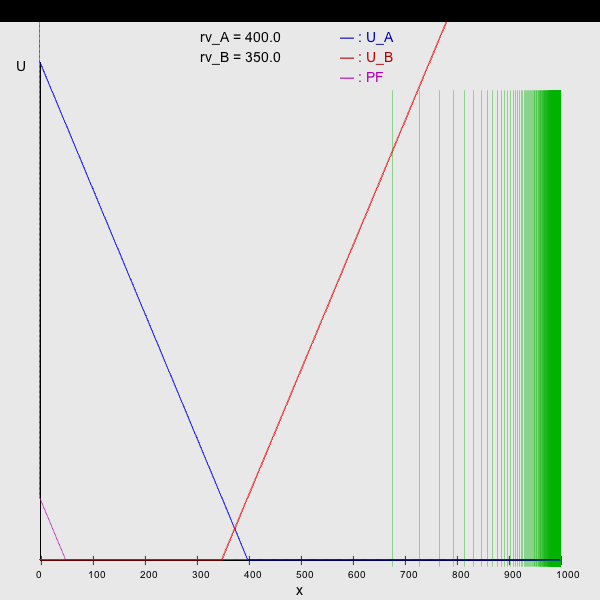 rv_A = 400.0 — : U_A
U
rv_B = 350.0 — : U_B
— : PF
0 100 200 300 400 500 600 700 800 900 1000
x